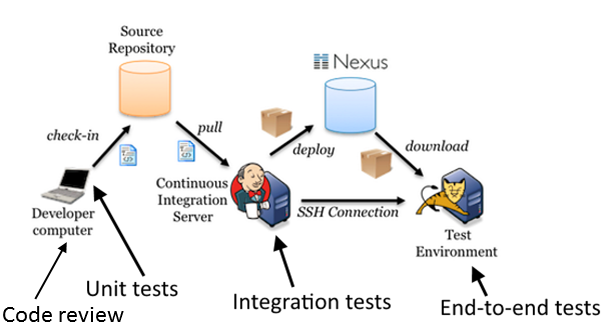 Source
Repository
Nexus
check-in
pull
deploy
download
Continuous
Integration
Server
SSH Connection
Developer
computer
Test
Environment
Unit tests
Integration tests
End-to-end tests
Code review